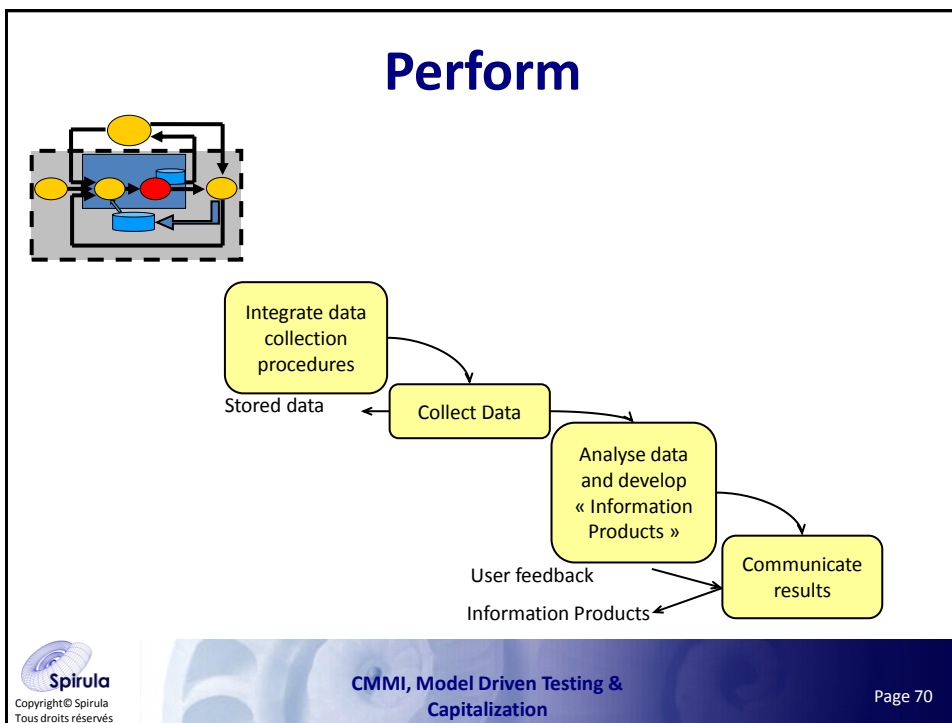 Perform
Integrate data
collection
procedures
Stored data
Collect Data
Analyse data
and develop
« Information
Products »
User feedback
Communicate
results
Information Products
Spirula
Copyright© Spirula
Tous droits réservés
CMMI, Model Driven Testing &
Capitalization
Page 70